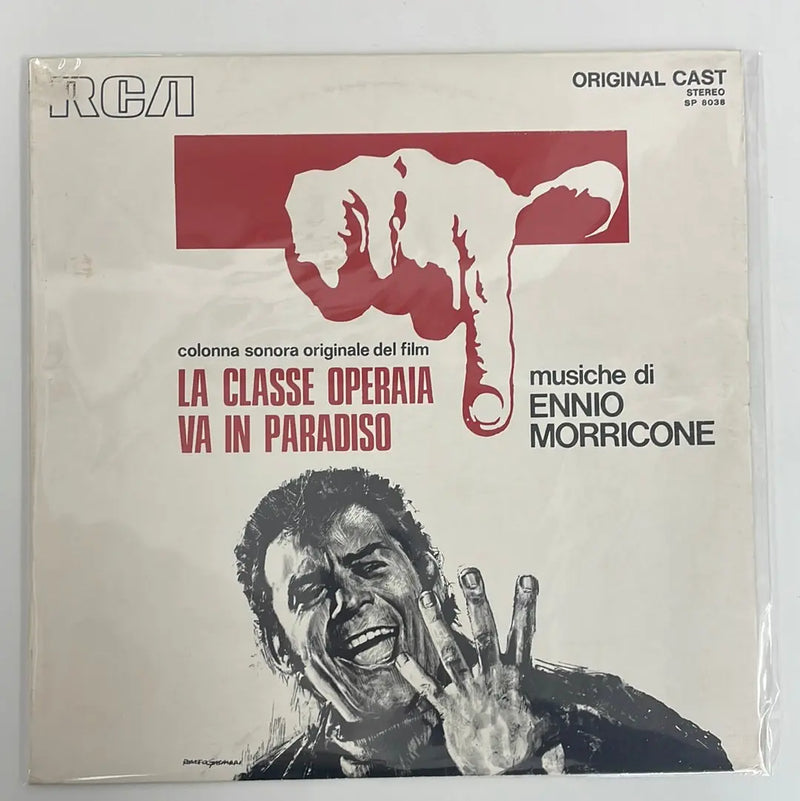 RCA
ORIGINAL CAST
STEREO
SP 8038
colonna sonora originale del film
LA CLASSE OPERAIA
VA IN PARADISO
musiche di
ENNIO
MORRICONE